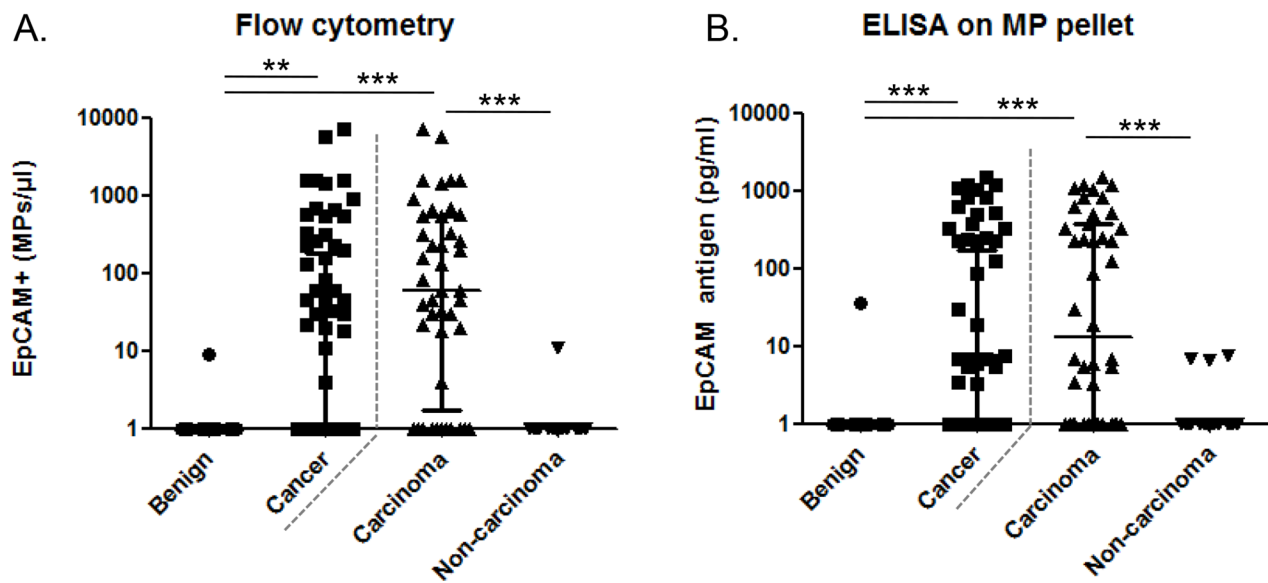 A.
Flow cytometry
**
***
***
EpCAM+ (MPs/µl)
10000
1000
100
10
1
Benign
Cancer
Carcinoma
Non-carcinoma
B.
ELISA on MP pellet
***
***
***
EpCAM antigen (pg/ml)
10000
1000
100
10
1
Benign
Cancer
Carcinoma
Non-carcinoma